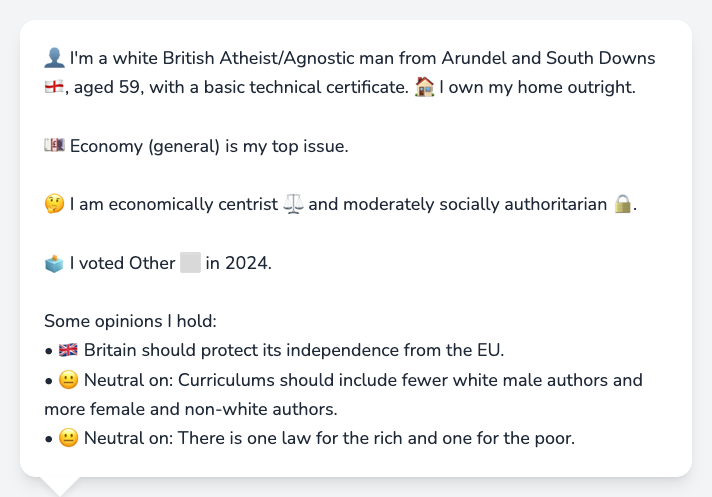 👤 I'm a white British Atheist/Agnostic man from Arundel and South Downs
🏴󠁧󠁢󠁥󠁮󠁧󠁿, aged 59, with a basic technical certificate. 🏠 I own my home outright.
💷 Economy (general) is my top issue.
🤔 I am economically centrist ⚖️ and moderately socially authoritarian 🔒.
🗳️ I voted Other ⬜ in 2024.
Some opinions I hold:
• 🇬🇧 Britain should protect its independence from the EU.
• 😐 Neutral on: Curriculums should include fewer white male authors and
more female and non-white authors.
• 😐 Neutral on: There is one law for the rich and one for the poor.